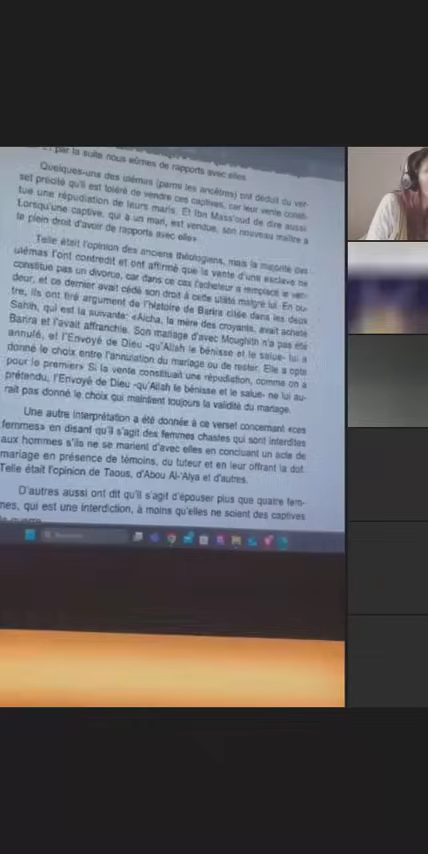 par la suite nous eûmes de rapports avec elles
Quelques-uns des ulémas (parmi les ancêtres) ont déduit du ver-
set précité qu'il est toléré de vendre ces captives, car leur vente consti-
tue une répudiation de leurs maris. Et Ibn Mass'oud de dire aussi:
Lorsqu'une captive, qui a un mari, est vendue, son nouveau maître a
le plein droit d'avoir de rapports avec elle»
Telle était l'opinion des anciens théologiens, mais la majorité des
ulémas l'ont contredit et ont affirmé que la vente d'une esclave ne
constitue pas un divorce, car dans ce cas l'acheteur a remplacé le ven-
deur, et ce dernier avait cédé son droit à cette utilité malgré lui. En ou-
tre, ils ont tiré argument de l'histoire de Barira citée dans les deux
Sahih, qui est la suivante: «Aicha, la mère des croyants, avait acheté
Barira et l'avait affranchie. Son mariage d'avec Moughith n'a pas été
annulé, et l'Envoyé de Dieu -qu'Allah le bénisse et le salue- lui a
donné le choix entre l'annulation du mariage ou de rester. Elle a opté
pour le premier» Si la vente constituait une répudiation, comme on a
prétendu, l'Envoyé de Dieu -qu'Allah le bénisse et le salue- ne lui au-
rait pas donné le choix qui maintient toujours la validité du mariage.
Une autre interprétation a été donnée à ce verset concernant «ces
femmes» en disant qu'il s'agit des femmes chastes qui sont interdites
aux hommes s'ils ne se marient d'avec elles en concluant un acte de
mariage en présence de témoins, du tuteur et en leur offrant la dot.
Telle était l'opinion de Taous, d'Abou Al-'Alya et d'autres.
D'autres aussi ont dit qu'il s'agit d'épouser plus que quatre fem-
mes, qui est une interdiction, à moins qu'elles ne soient des captives
guerre